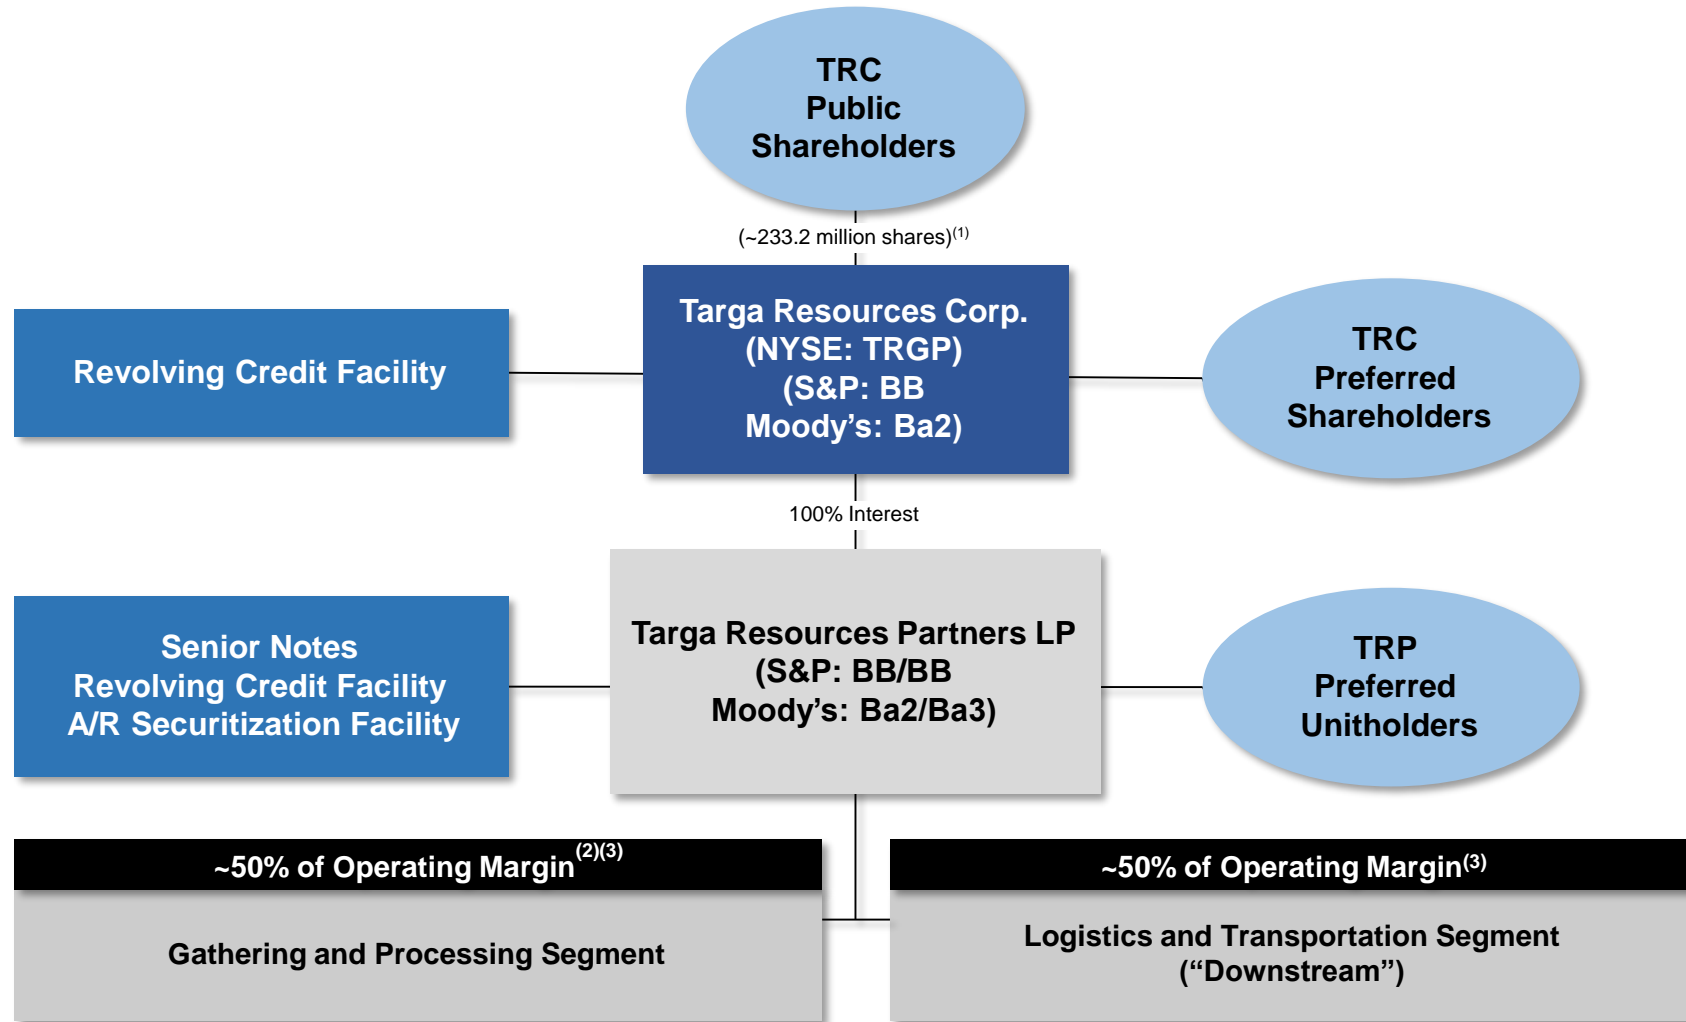 TRC
Public
Shareholders
(~233.2 million shares)(1)
Targa Resources Corp.
(NYSE: TRGP)
(S&P: BB
Moody’s: Ba2)
Revolving Credit Facility
TRC
Preferred
Shareholders
100% Interest
Targa Resources Partners LP
(S&P: BB/BB
Moody’s: Ba2/Ba3)
Senior Notes
Revolving Credit Facility
A/R Securitization Facility
TRP
Preferred
Unitholders
~50% of Operating Margin(2)(3)
Gathering and Processing Segment
~50% of Operating Margin(3)
Logistics and Transportation Segment
(“Downstream”)